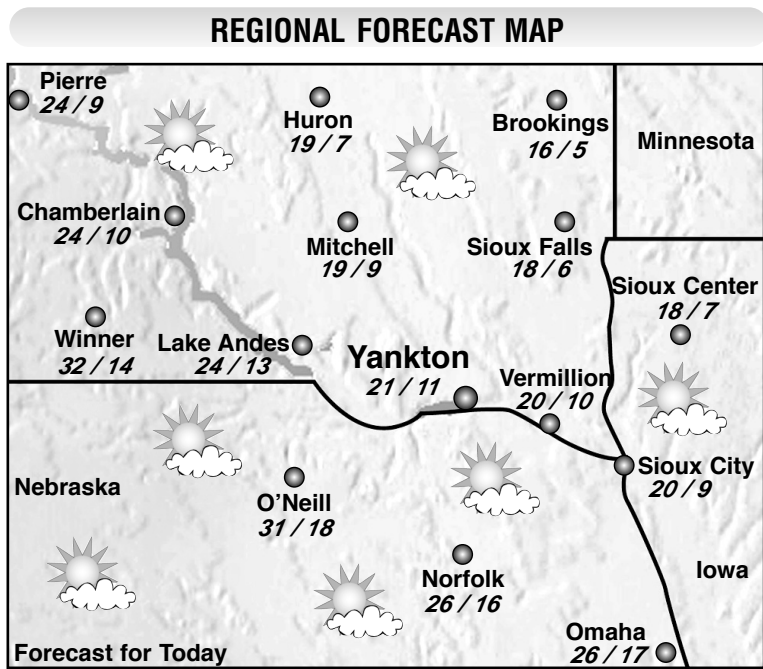 REGIONAL FORECAST MAP
Pierre
24 / 9
Huron
19 / 7
Brookings
16 / 5
Minnesota
Chamberlain
24 / 10
Mitchell
19 / 9
Sioux Falls
18 / 6
Sioux Center
18 / 7
Winner
32 / 14
Lake Andes
24 / 13
Yankton
21 / 11
Vermillion
20 / 10
Nebraska
O'Neill
31 / 18
Sioux City
20 / 9
Norfolk
26 / 16
Iowa
Forecast for Today
Omaha
26 / 17